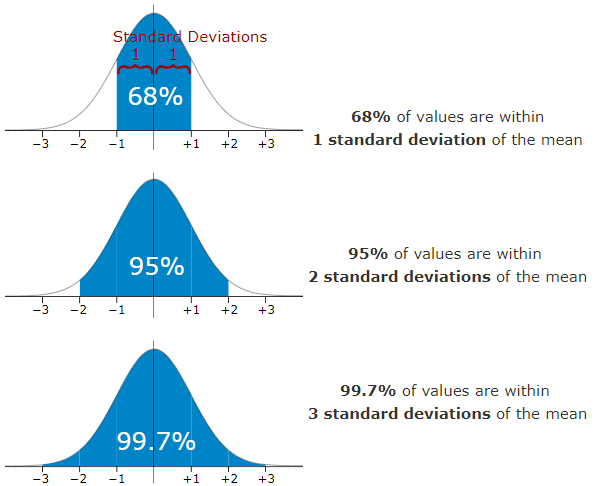 Standard Deviations
1 1
68%
−3 −2 −1 +1 +2 +3
68% of values are within
1 standard deviation of the mean
95%
−3 −2 −1 +1 +2 +3
95% of values are within
2 standard deviations of the mean
99.7%
−3 −2 −1 +1 +2 +3
99.7% of values are within
3 standard deviations of the mean